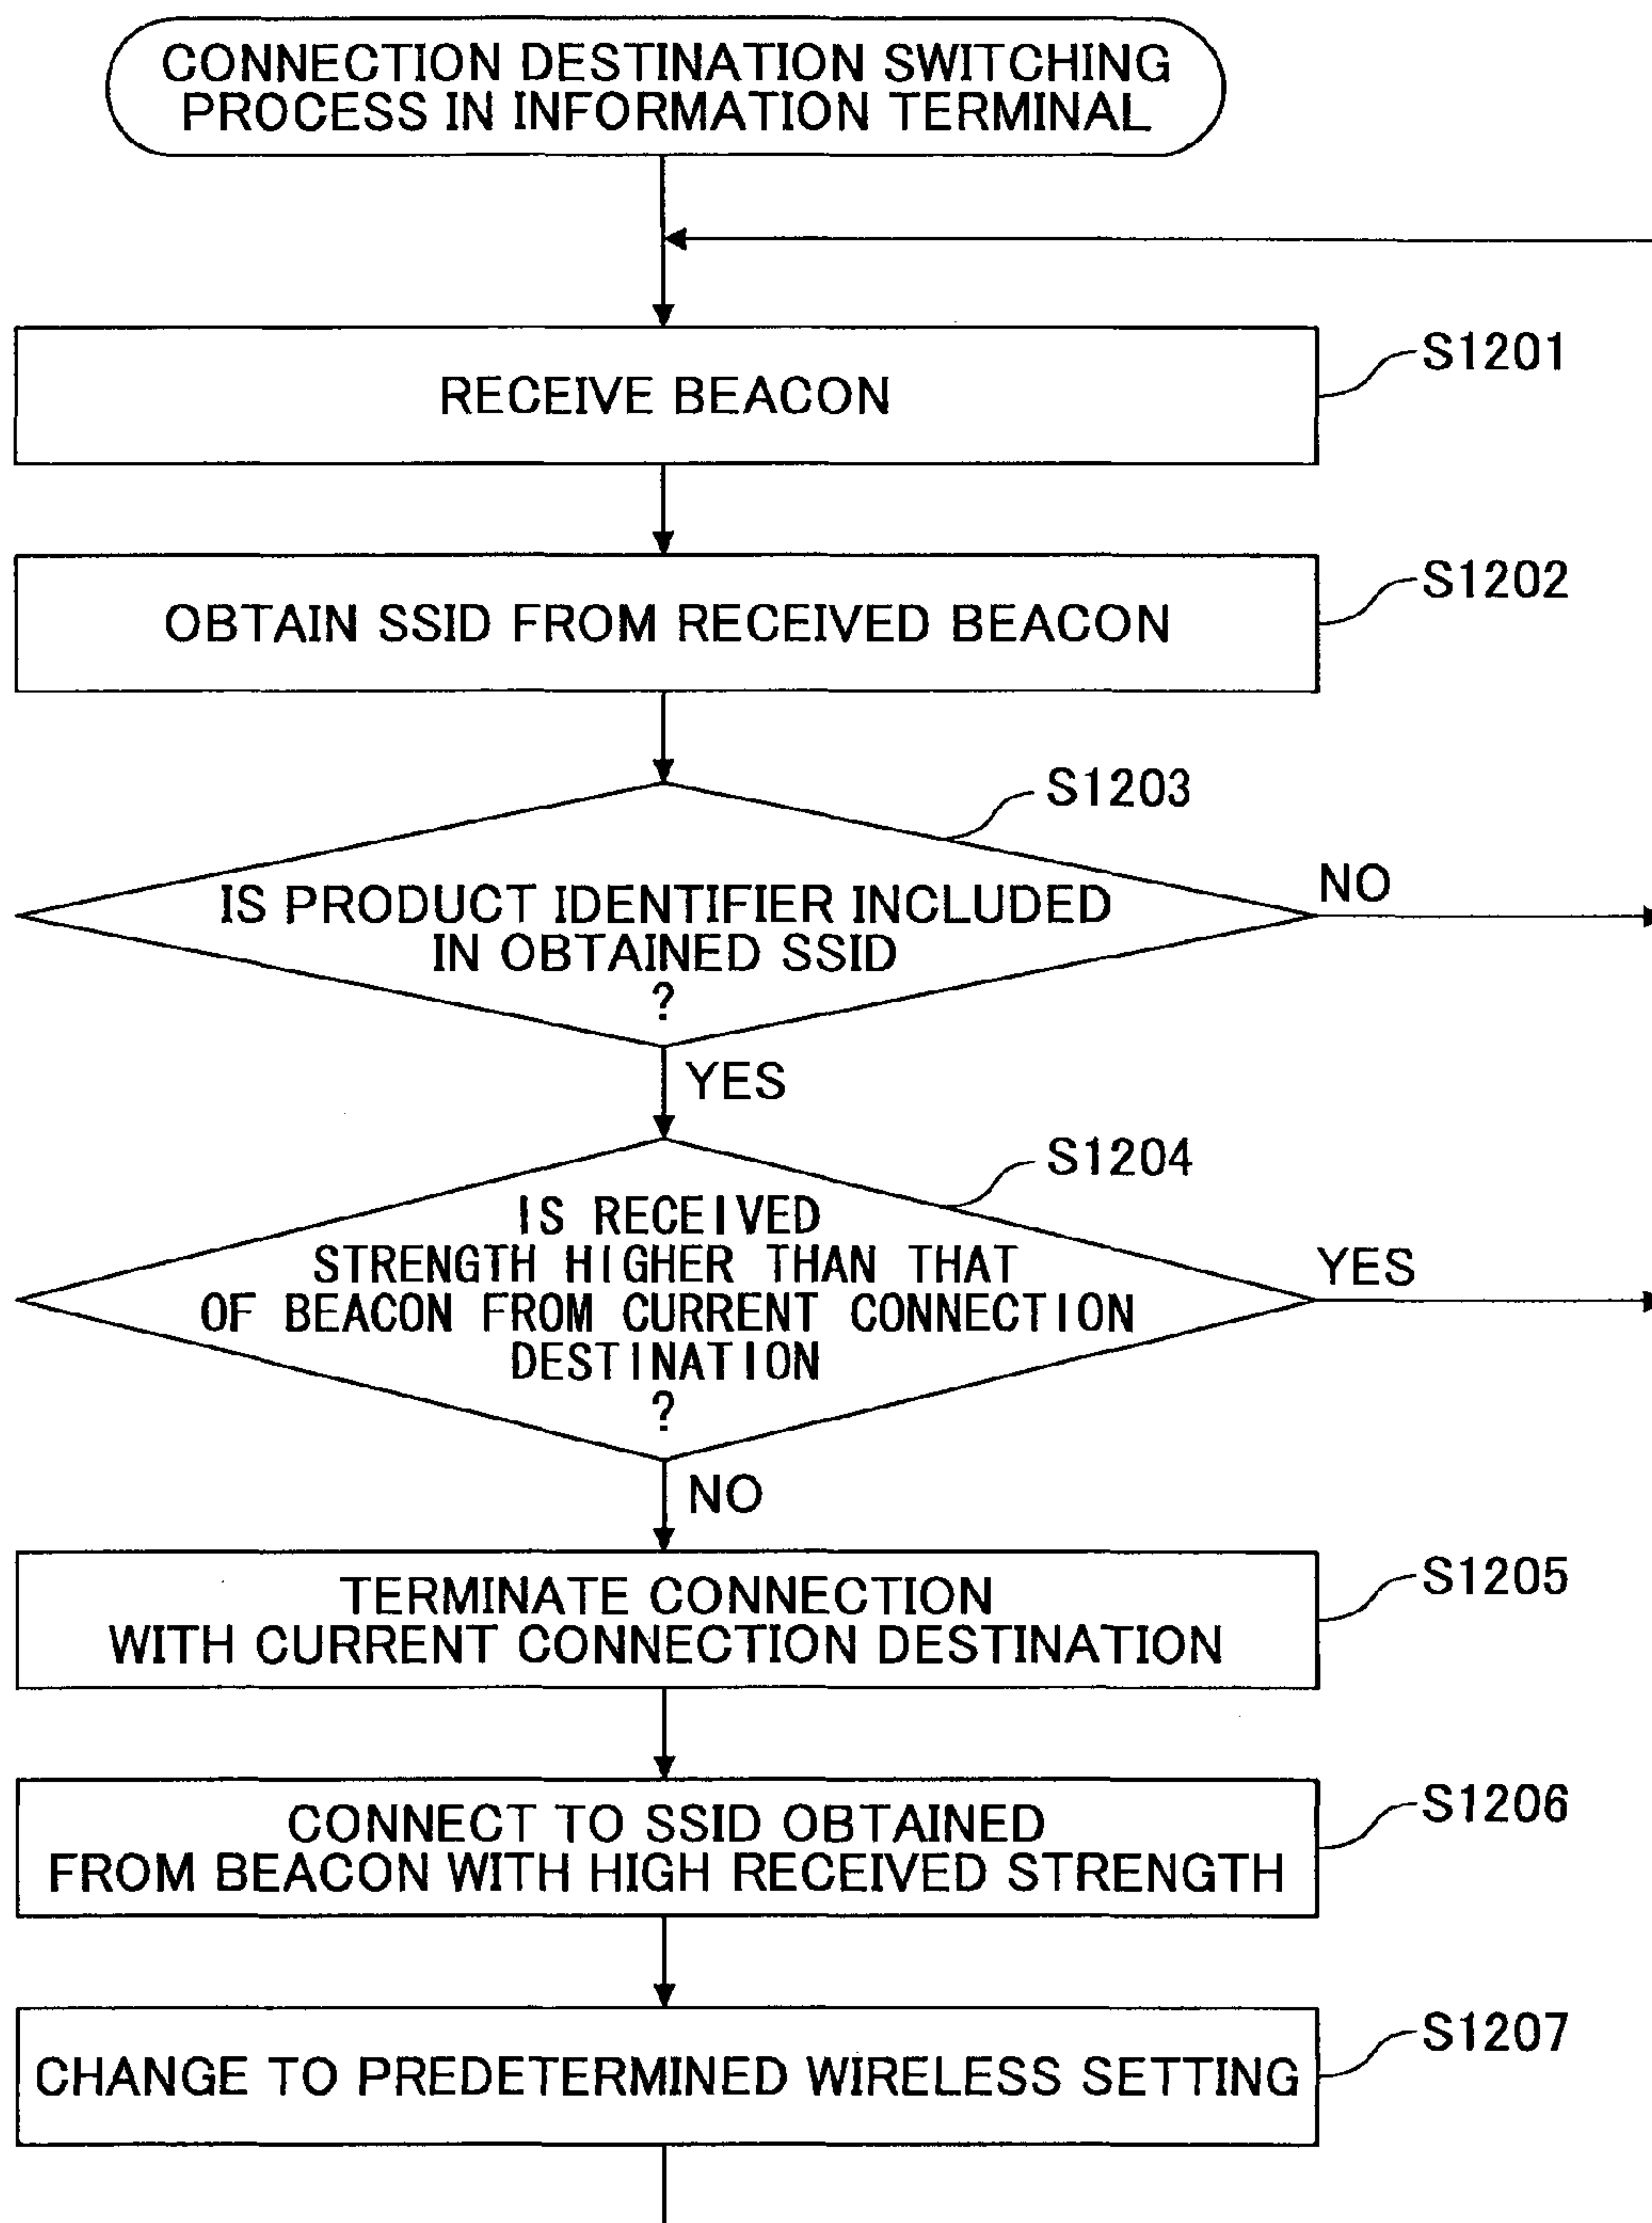 CONNECTION DESTINATION SWITCHING
PROCESS IN INFORMATION TERMINAL
S1201
RECEIVE BEACON
S1202
OBTAIN SSID FROM RECEIVED BEACON
S1203
IS PRODUCT IDENTIFIER INCLUDED
IN OBTAINED SSID
?
NO
YES
S1204
IS RECEIVED
STRENGTH HIGHER THAN THAT
OF BEACON FROM CURRENT CONNECTION
DESTINATION
?
YES
NO
S1205
TERMINATE CONNECTION
WITH CURRENT CONNECTION DESTINATION
S1206
CONNECT TO SSID OBTAINED
FROM BEACON WITH HIGH RECEIVED STRENGTH
S1207
CHANGE TO PREDETERMINED WIRELESS SETTING